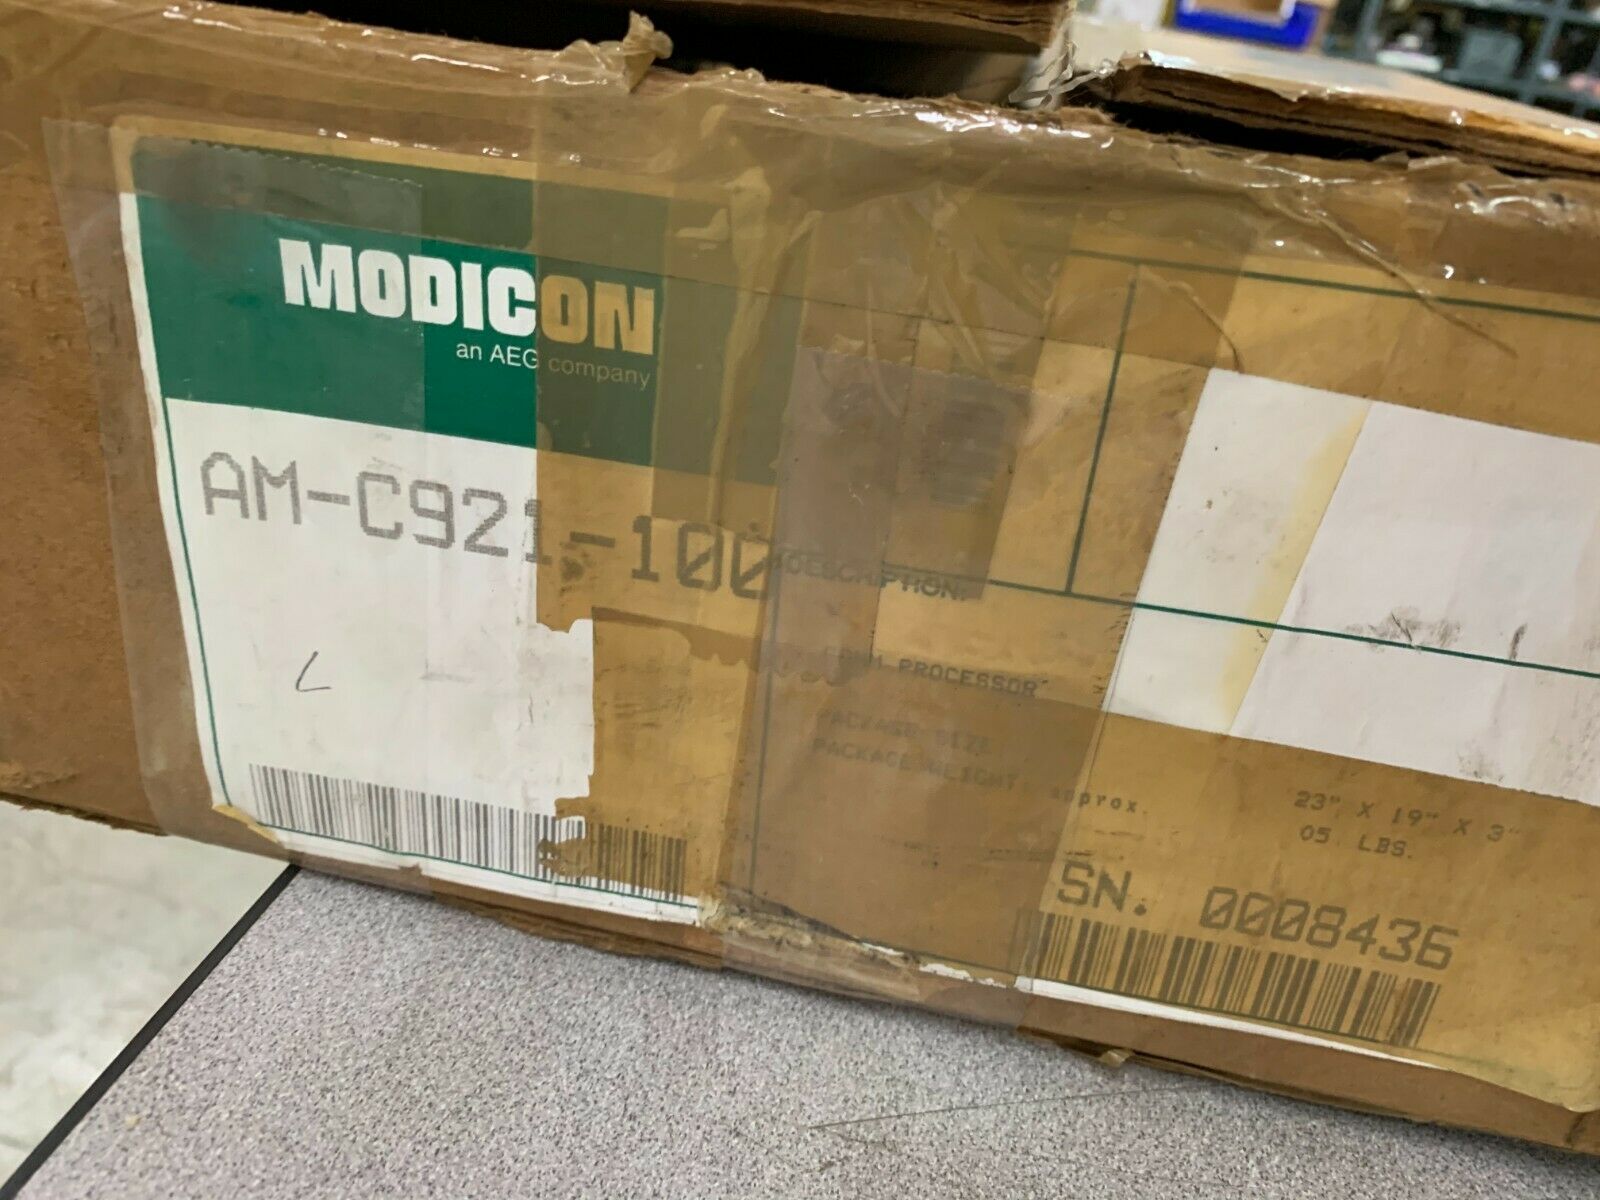 MODICON
an AEG company
AM-C921-100
DESCRIPTION:
COMM PROCESSOR
PACKAGE SIZE 23" X 19" X 3"
PACKAGE WEIGHT, approx. 05 LBS.
SN. 0008436